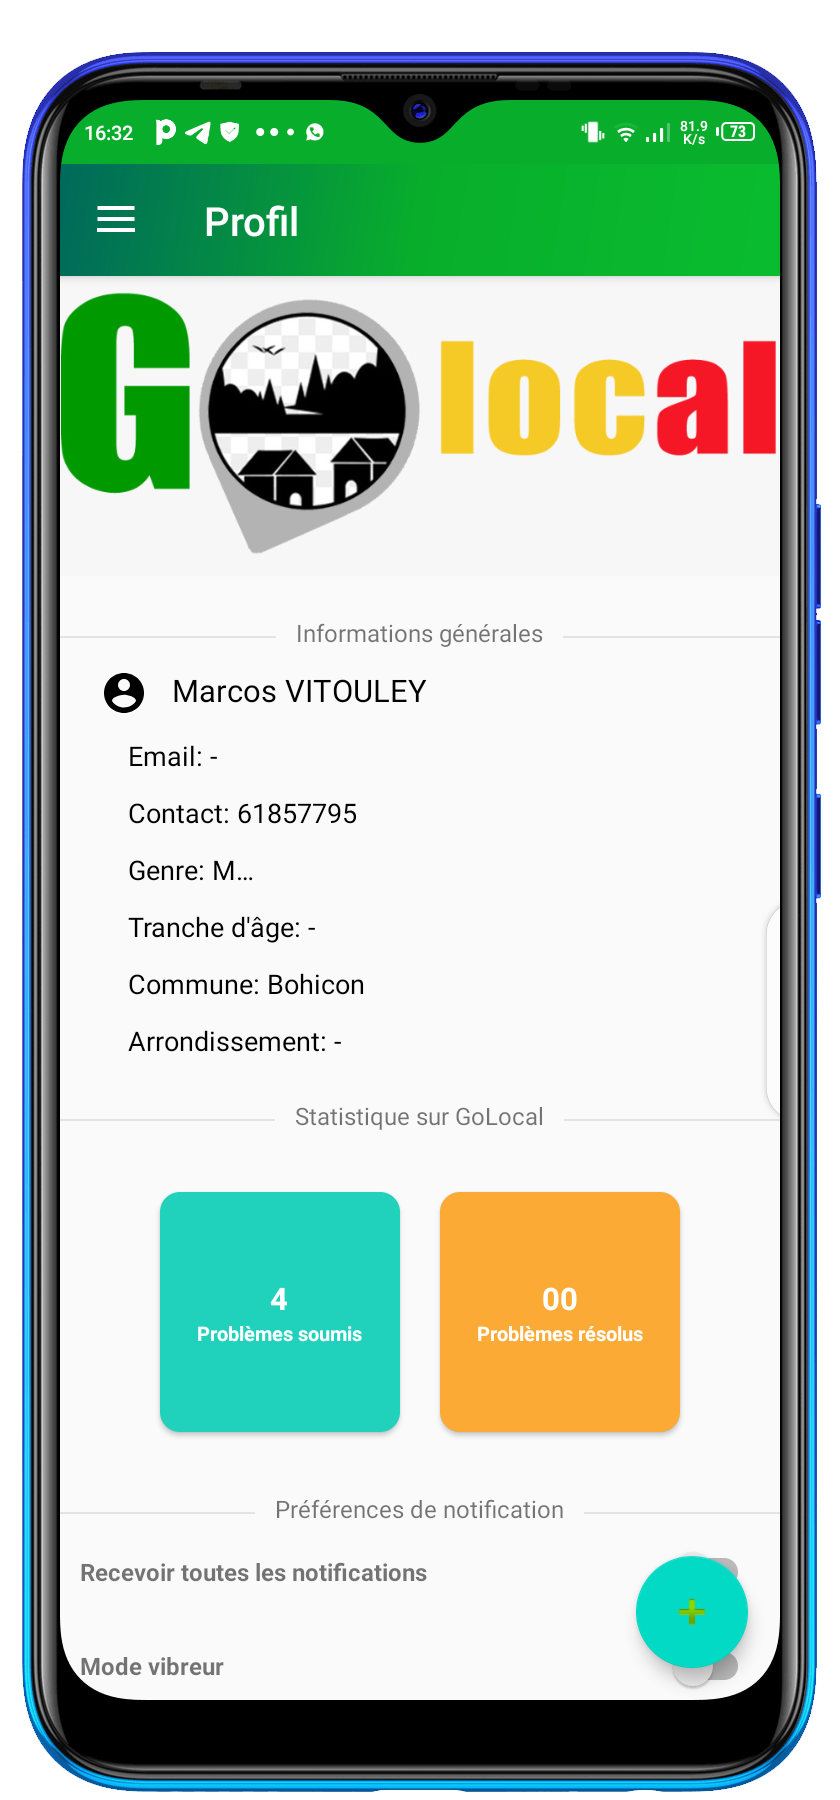 16:32
81.9
K/s
73
Profil
G local
Informations générales
Marcos VITOULEY
Email: -
Contact: 61857795
Genre: M...
Tranche d'âge: -
Commune: Bohicon
Arrondissement: -
Statistique sur GoLocal
4
Problèmes soumis
00
Problèmes résolus
Préférences de notification
Recevoir toutes les notifications
+
Mode vibreur